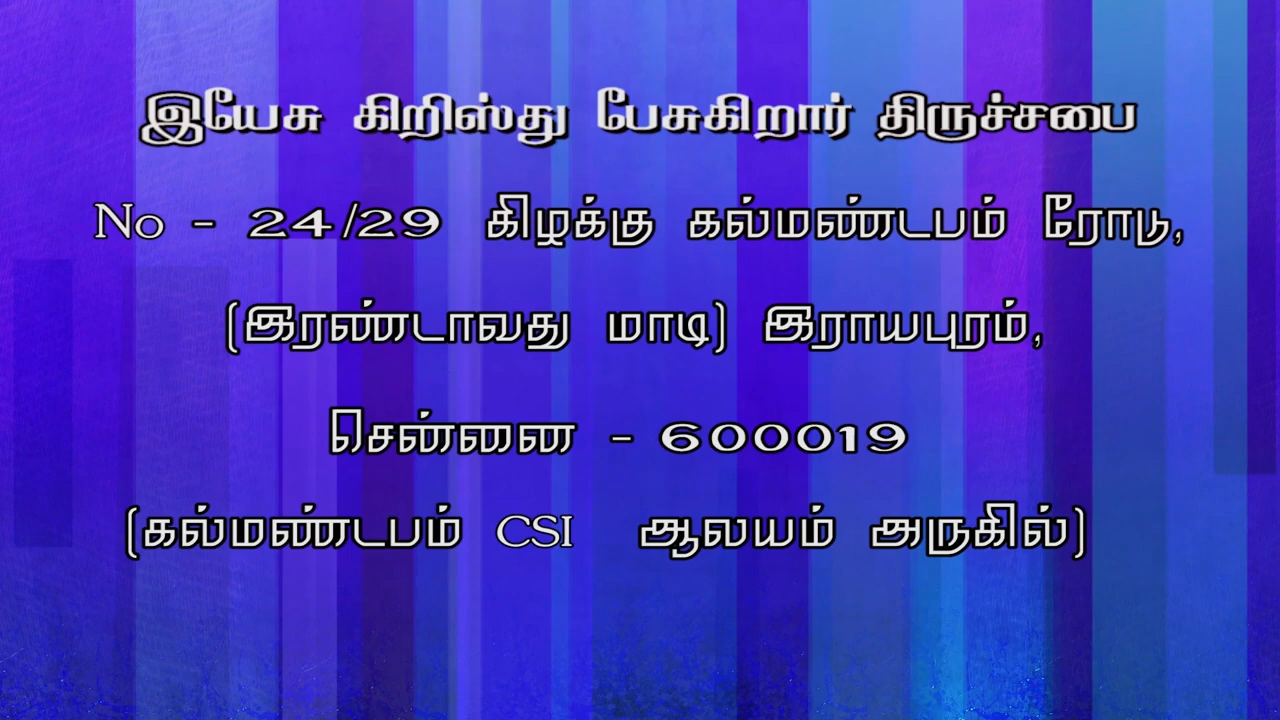 இயேசு கிறிஸ்து பேசுகிறார் திருச்சபை
No - 24/29 கிழக்கு கல்மண்டபம் ரோடு,
(இரண்டாவது மாடி) இராயபுரம்,
சென்னை - 600019
(கல்மண்டபம் CSI ஆலயம் அருகில்)